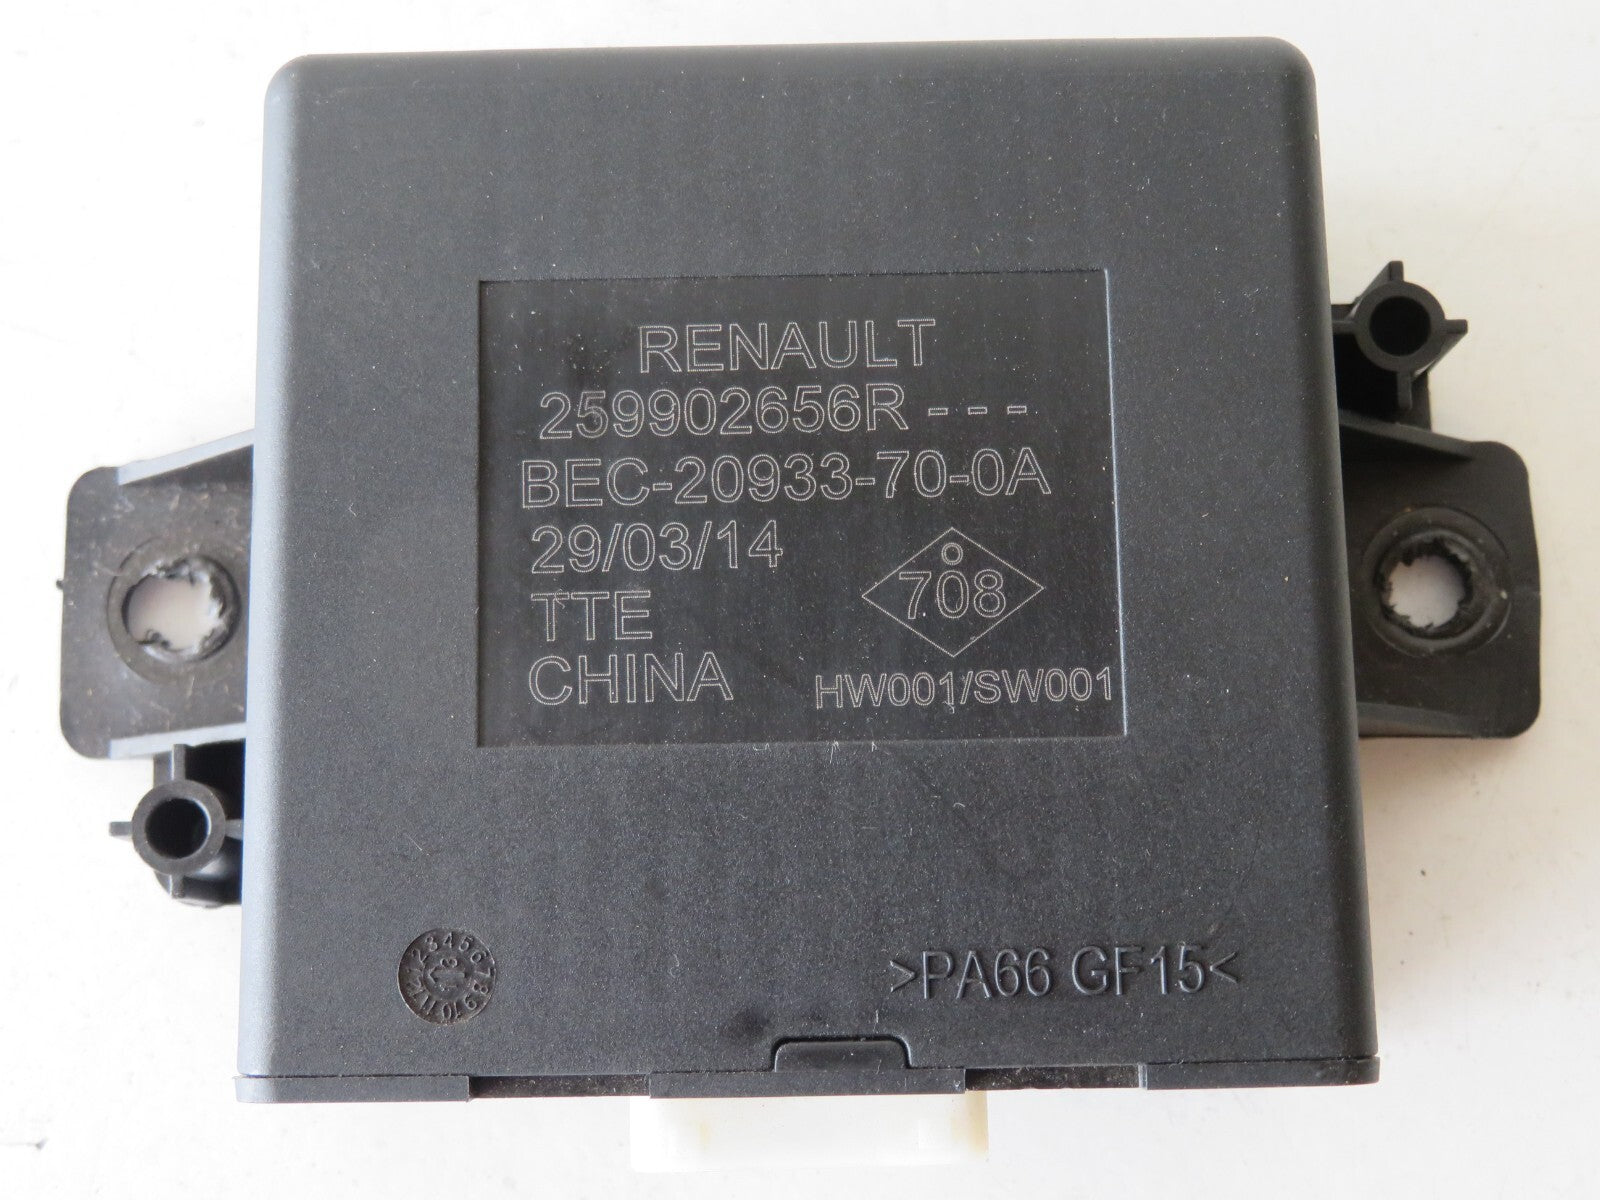 RENAULT
259902656R - - -
BEC-20933-70-0A
29/03/14
TTE
CHINA
o
708
HW001/SW001
>PA66 GF15<